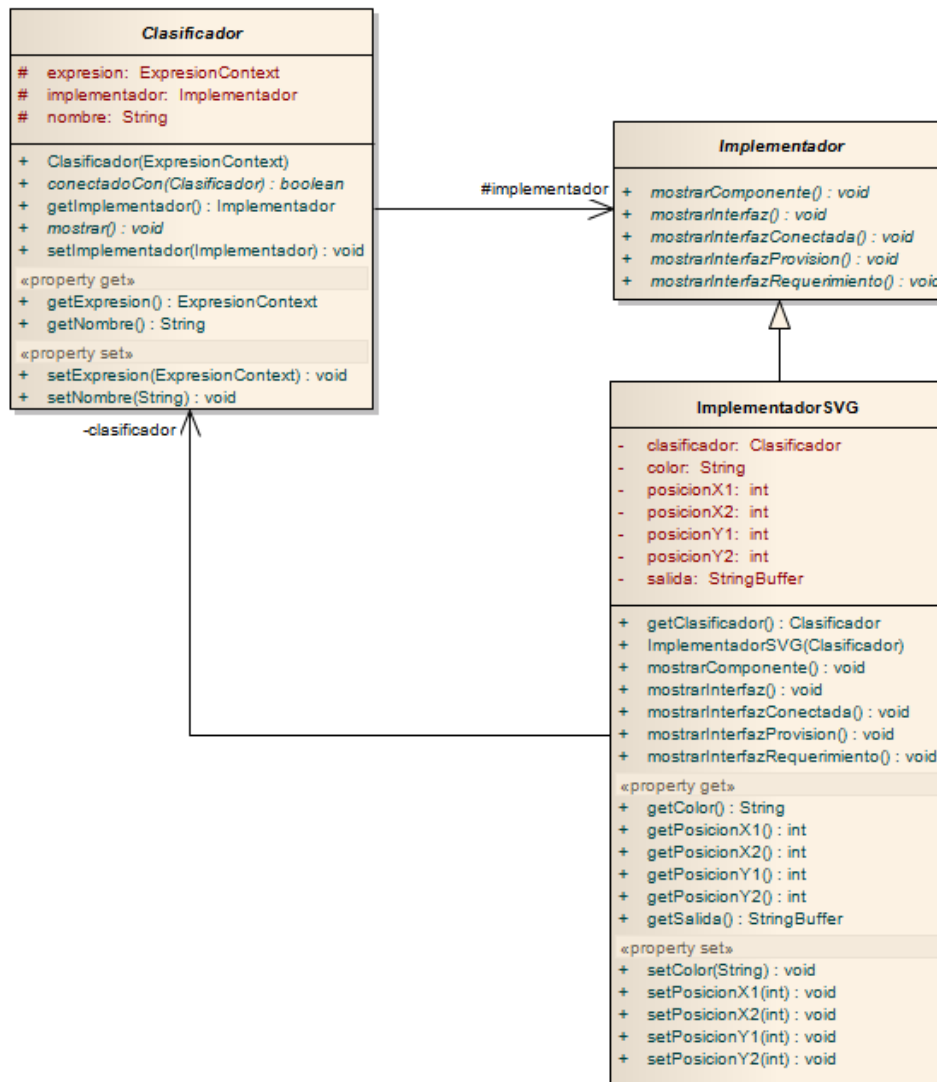 Clasificador
# expresion: ExpresionContext
# implementador: Implementador
# nombre: String
+ Clasificador(ExpresionContext)
+ conectadoCon(Clasificador) : boolean
+ getImplementador() : Implementador
+ mostrar() : void
+ setImplementador(Implementador) : void
«property get»
+ getExpresion() : ExpresionContext
+ getNombre() : String
«property set»
+ setExpresion(ExpresionContext) : void
+ setNombre(String) : void
-clasificador
#implementador
Implementador
+ mostrarComponente() : void
+ mostrarInterfaz() : void
+ mostrarInterfazConectada() : void
+ mostrarInterfazProvision() : void
+ mostrarInterfazRequerimiento() : void
ImplementadorSVG
- clasificador: Clasificador
- color: String
- posicionX1: int
- posicionX2: int
- posicionY1: int
- posicionY2: int
- salida: StringBuffer
+ getClasificador() : Clasificador
+ ImplementadorSVG(Clasificador)
+ mostrarComponente() : void
+ mostrarInterfaz() : void
+ mostrarInterfazConectada() : void
+ mostrarInterfazProvision() : void
+ mostrarInterfazRequerimiento() : void
«property get»
+ getColor() : String
+ getPosicionX1() : int
+ getPosicionX2() : int
+ getPosicionY1() : int
+ getPosicionY2() : int
+ getSalida() : StringBuffer
«property set»
+ setColor(String) : void
+ setPosicionX1(int) : void
+ setPosicionX2(int) : void
+ setPosicionY1(int) : void
+ setPosicionY2(int) : void